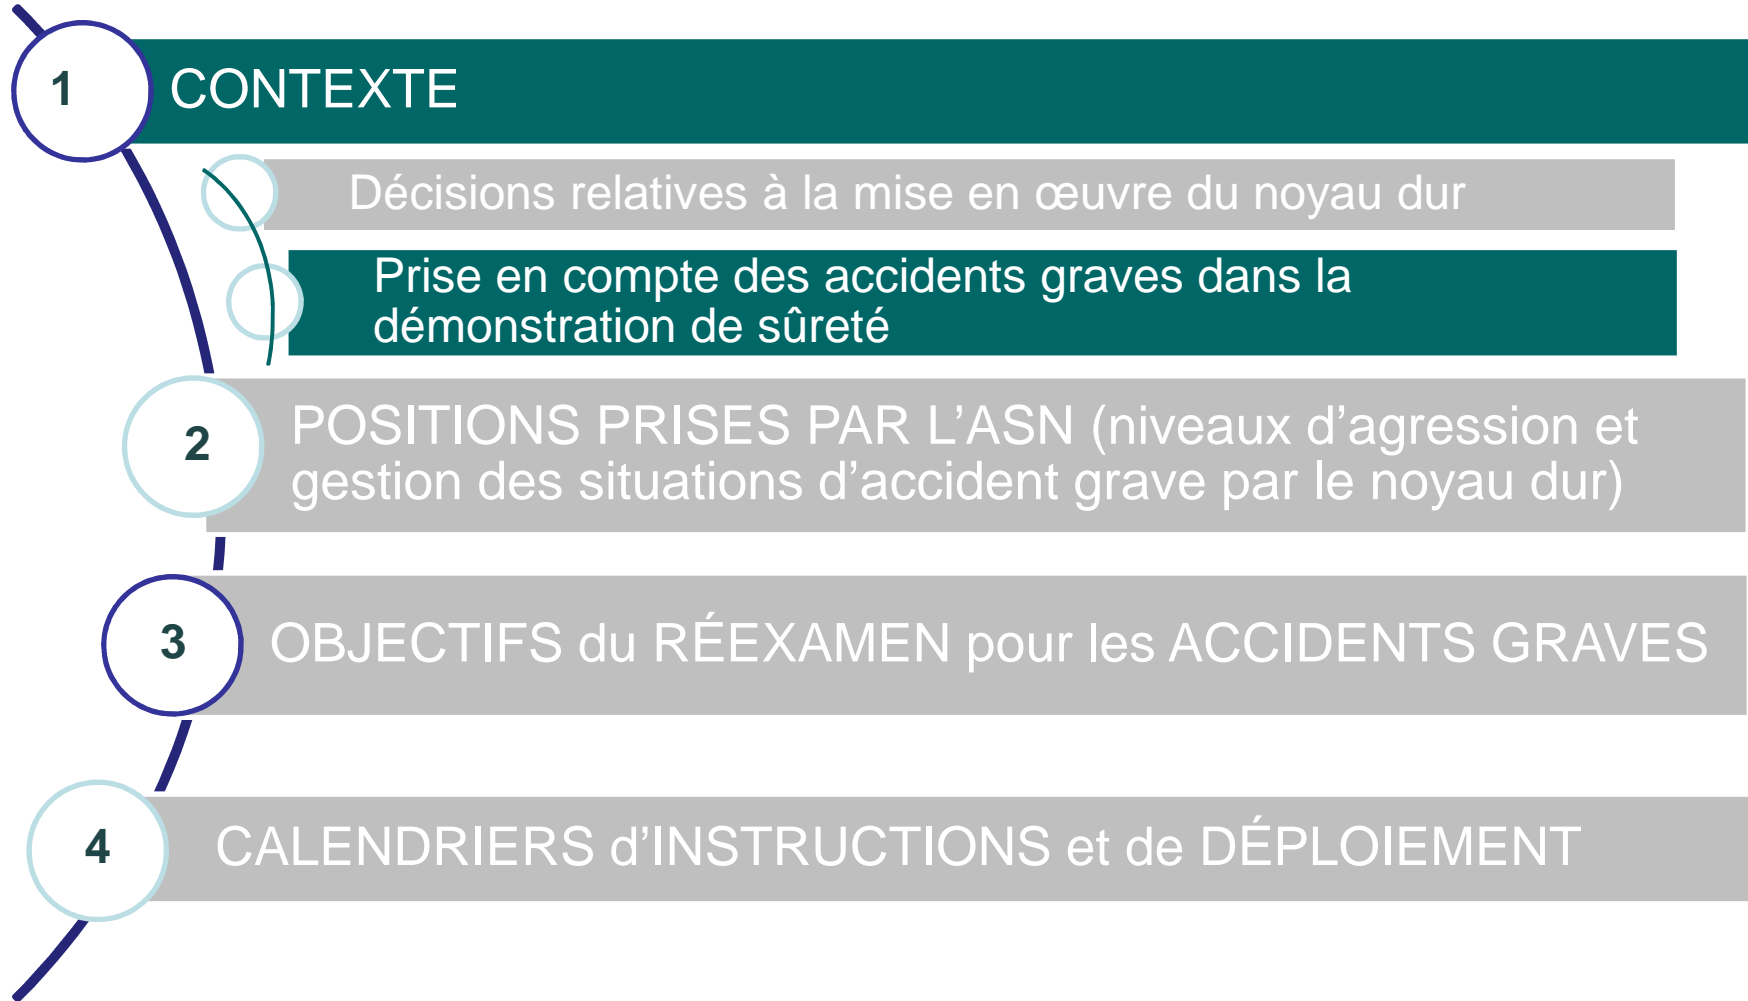 1
CONTEXTE
Décisions relatives à la mise en œuvre du noyau dur
Prise en compte des accidents graves dans la
démonstration de sûreté
2
POSITIONS PRISES PAR L’ASN (niveaux d’agression et
gestion des situations d’accident grave par le noyau dur)
3
OBJECTIFS du RÉEXAMEN pour les ACCIDENTS GRAVES
4
CALENDRIERS d’INSTRUCTIONS et de DÉPLOIEMENT